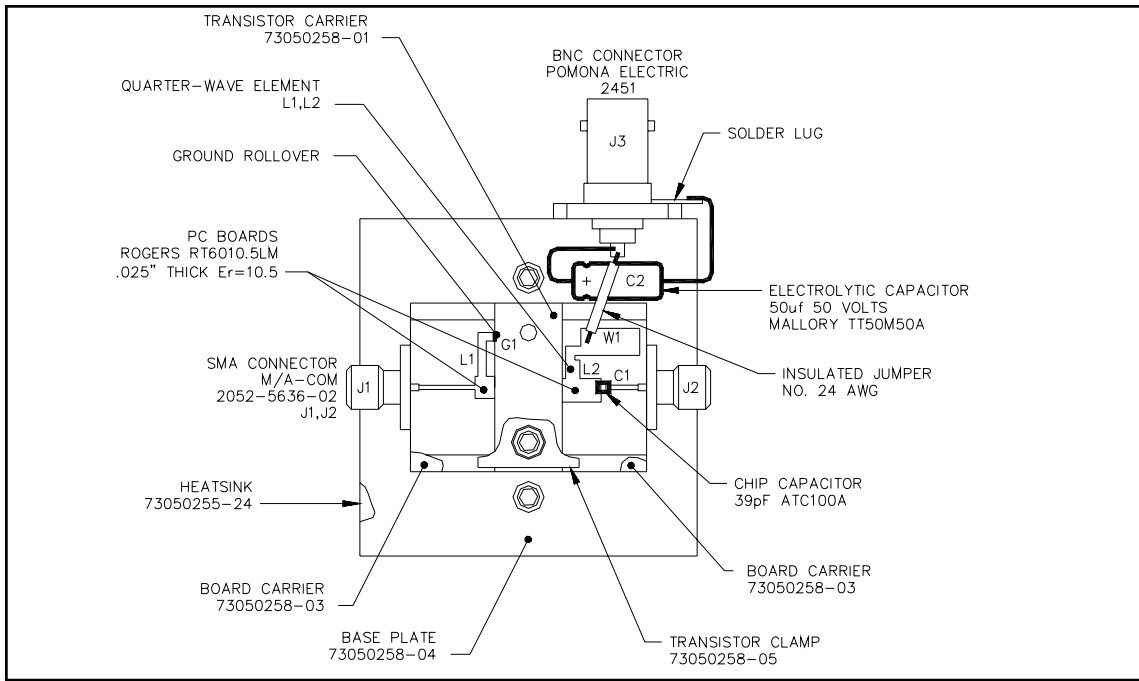 TRANSISTOR CARRIER
73050258-01
QUARTER-WAVE ELEMENT
L1,L2
GROUND ROLLOVER
PC BOARDS
ROGERS RT6010.5LM
.025" THICK Er=10.5
SMA CONNECTOR
M/A-COM
2052-5636-02
J1,J2
HEATSINK
73050255-24
BOARD CARRIER
73050258-03
BASE PLATE
73050258-04
BNC CONNECTOR
POMONA ELECTRIC
2451
J3
SOLDER LUG
+ C2
ELECTROLYTIC CAPACITOR
50uf 50 VOLTS
MALLORY TT50M50A
W1
G1
L1
L2
C1
J1
J2
INSULATED JUMPER
NO. 24 AWG
CHIP CAPACITOR
39pF ATC100A
BOARD CARRIER
73050258-03
TRANSISTOR CLAMP
73050258-05